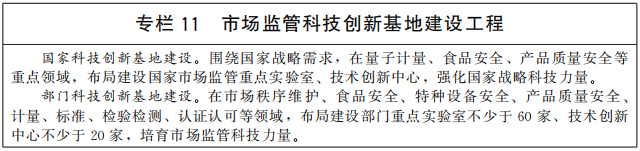 专栏 11 市场监管科技创新基地建设工程
国家科技创新基地建设。围绕国家战略需求，在量子计量、食品安全、产品质量安全等
重点领域，布局建设国家市场监管重点实验室、技术创新中心，强化国家战略科技力量。
部门科技创新基地建设。在市场秩序维护、食品安全、特种设备安全、产品质量安全、
计量、标准、检验检测、认证认可等领域，布局建设部门重点实验室不少于 60 家、技术创新
中心不少于 20 家，培育市场监管科技力量。